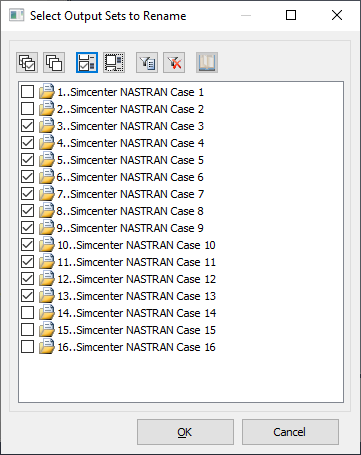 Select Output Sets to Rename
1..Simcenter NASTRAN Case 1
2..Simcenter NASTRAN Case 2
3..Simcenter NASTRAN Case 3
4..Simcenter NASTRAN Case 4
5..Simcenter NASTRAN Case 5
6..Simcenter NASTRAN Case 6
7..Simcenter NASTRAN Case 7
8..Simcenter NASTRAN Case 8
9..Simcenter NASTRAN Case 9
10..Simcenter NASTRAN Case 10
11..Simcenter NASTRAN Case 11
12..Simcenter NASTRAN Case 12
13..Simcenter NASTRAN Case 13
14..Simcenter NASTRAN Case 14
15..Simcenter NASTRAN Case 15
16..Simcenter NASTRAN Case 16
OK Cancel